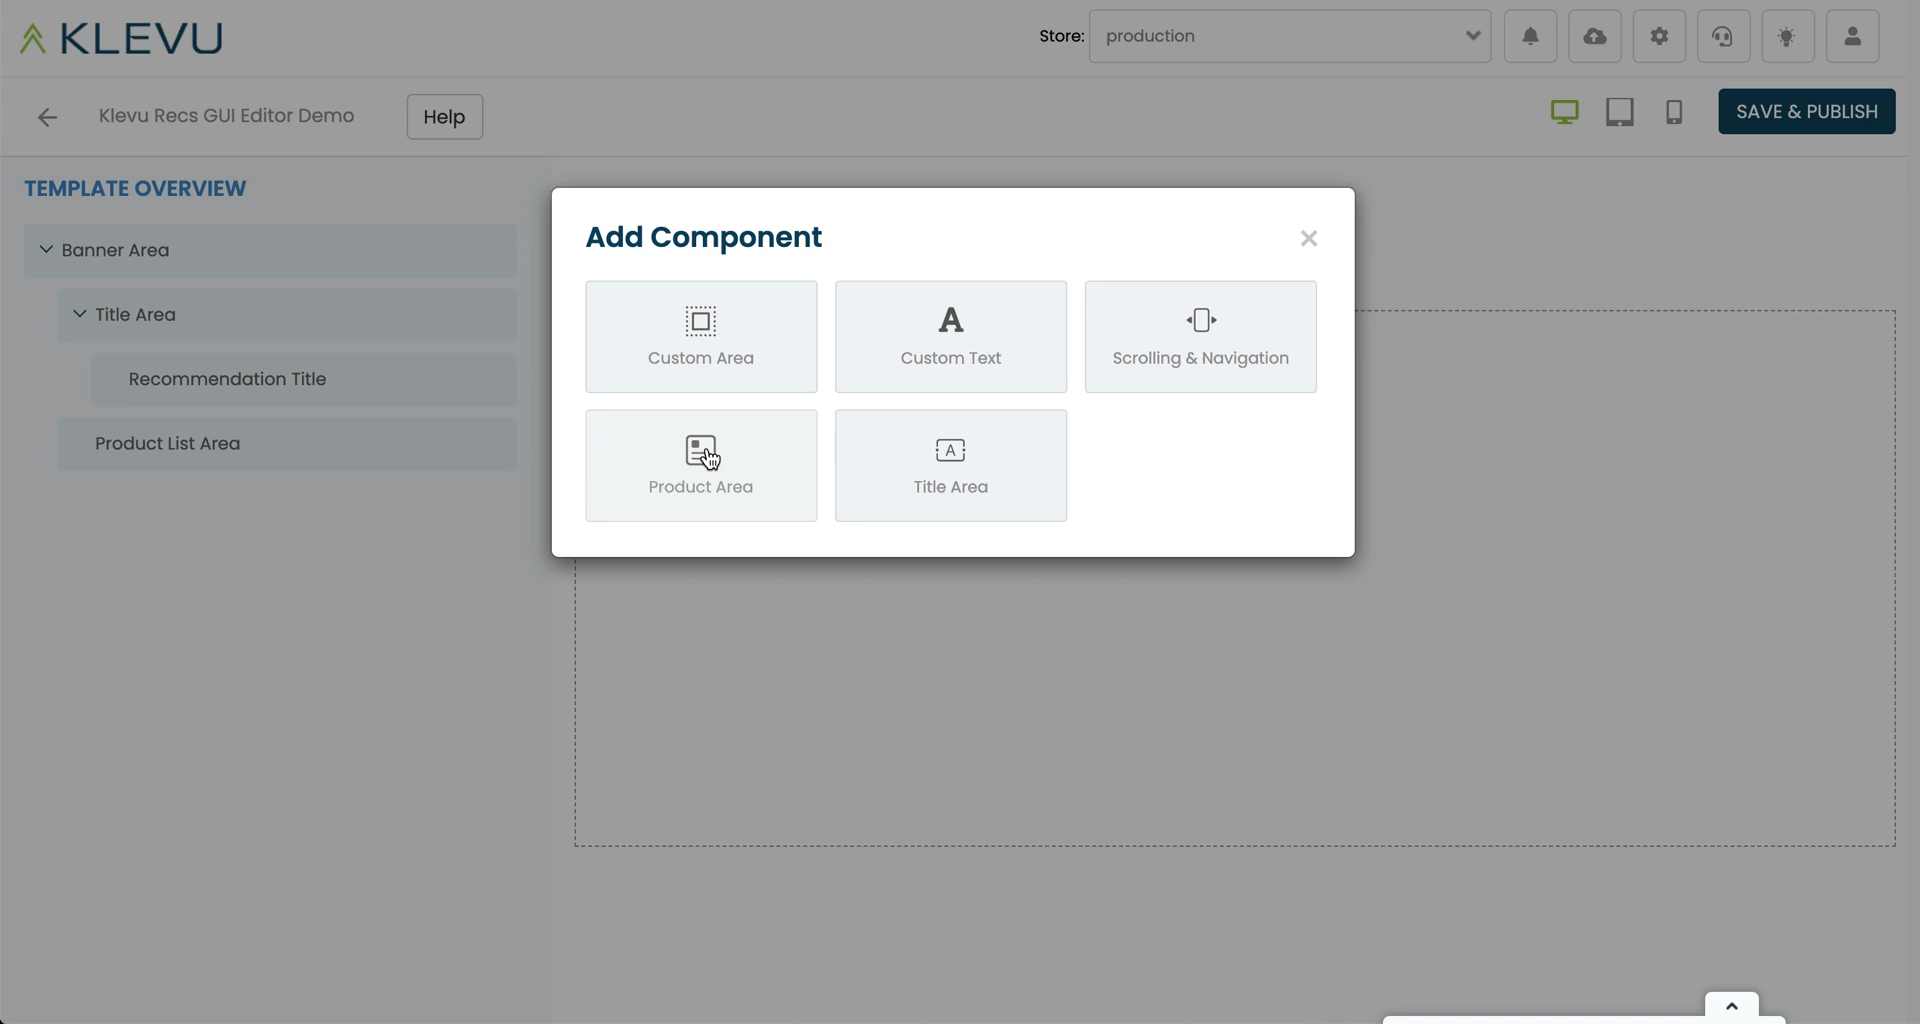 KLEVU
Store: production
Klevu Recs GUI Editor Demo
Help
SAVE & PUBLISH
TEMPLATE OVERVIEW
Banner Area
Title Area
Recommendation Title
Product List Area
Add Component
Custom Area
A
Custom Text
Scrolling & Navigation
Product Area
A
Title Area